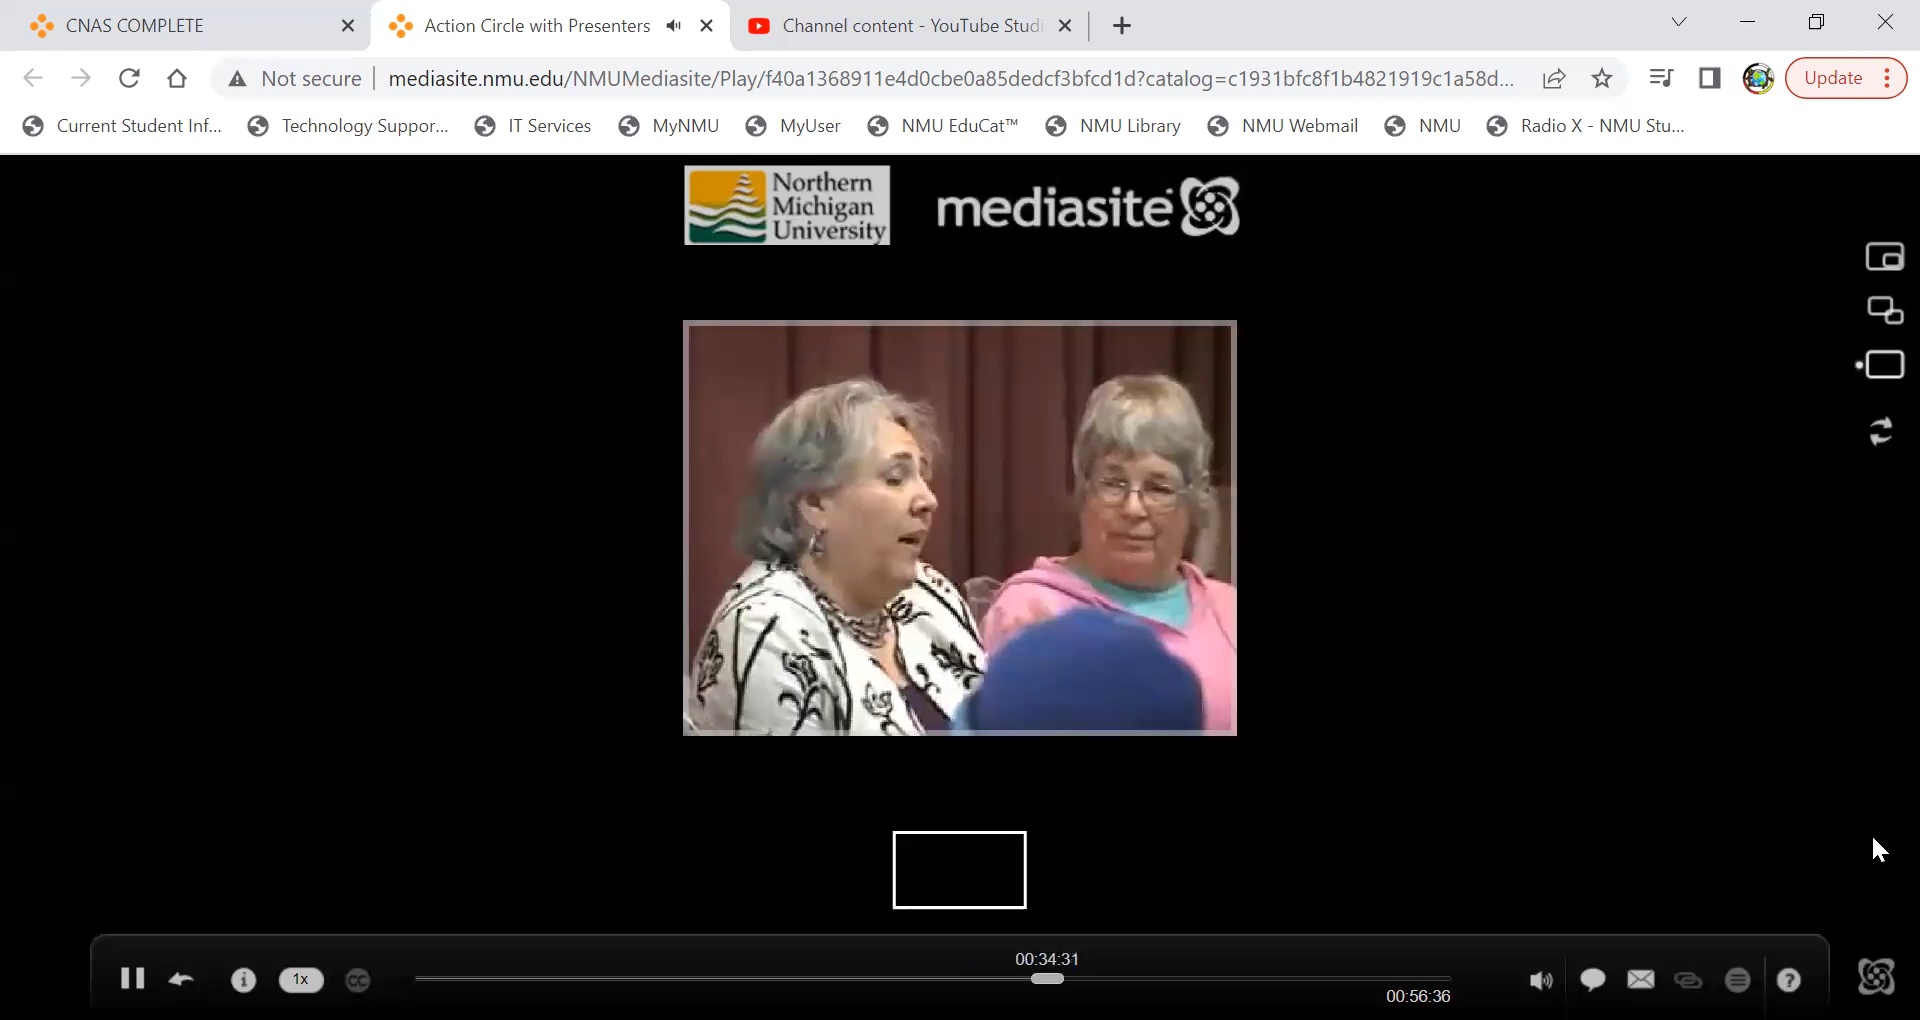 CNAS COMPLETE
Action Circle with Presenters
Channel content - YouTube Studi
Not secure
mediasite.nmu.edu/NMUMediasite/Play/f40a1368911e4d0cbe0a85dedcf3bfcd1d?catalog=c1931bfc8f1b4821919c1a58d...
Update
Current Student Inf...
Technology Suppor...
IT Services
MyNMU
MyUser
NMU EduCat™
NMU Library
NMU Webmail
NMU
Radio X - NMU Stu...
Northern
Michigan
University
mediasite
00:34:31
1x
CC
00:56:36